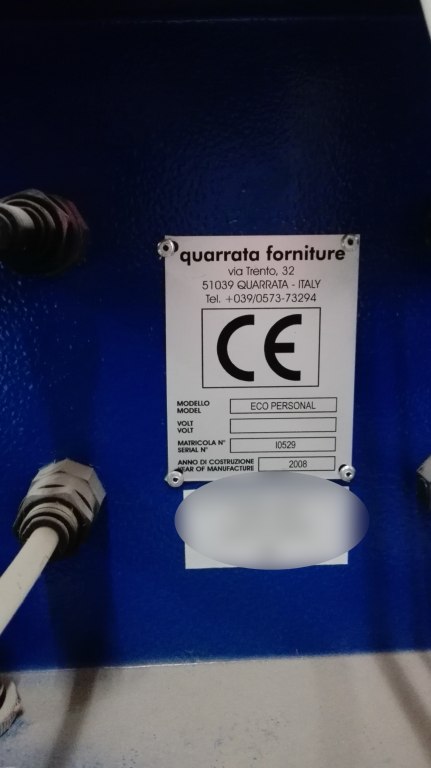 quarrata forniture
via Trento, 32
51039 QUARRATA - ITALY
Tel. +039/0573-73294
CE
MODELLO
MODEL
ECO PERSONAL
VOLT
VOLT
MATRICOLA N°
SERIAL N°
I0529
ANNO DI COSTRUZIONE
YEAR OF MANUFACTURE
2008